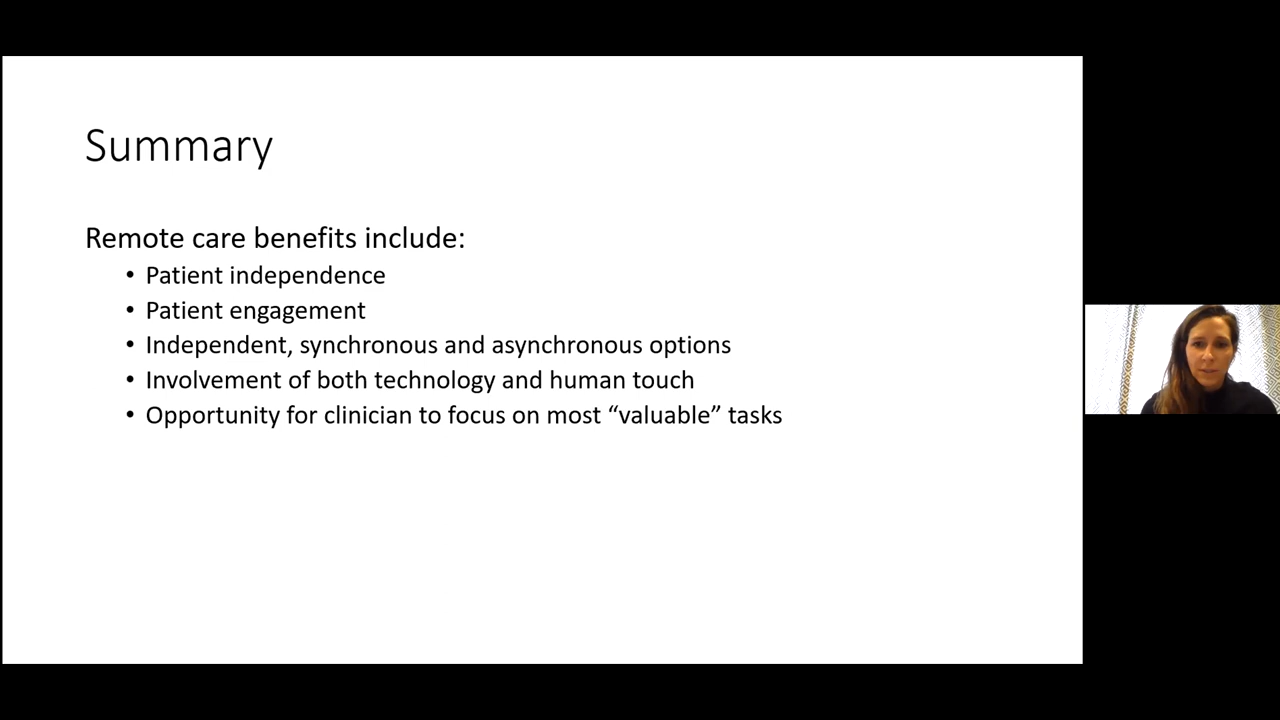 Summary
Remote care benefits include:
• Patient independence
• Patient engagement
• Independent, synchronous and asynchronous options
• Involvement of both technology and human touch
• Opportunity for clinician to focus on most “valuable” tasks